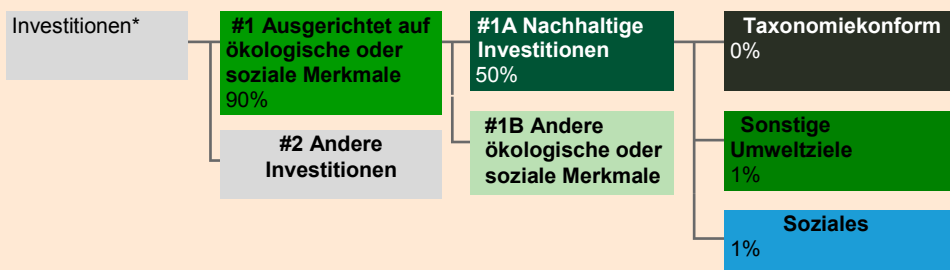 Investitionen*
#1 Ausgerichtet auf
ökologische oder
soziale Merkmale
90%
#2 Andere
Investitionen
#1A Nachhaltige
Investitionen
50%
#1B Andere
ökologische oder
soziale Merkmale
Taxonomiekonform
0%
Sonstige
Umweltziele
1%
Soziales
1%